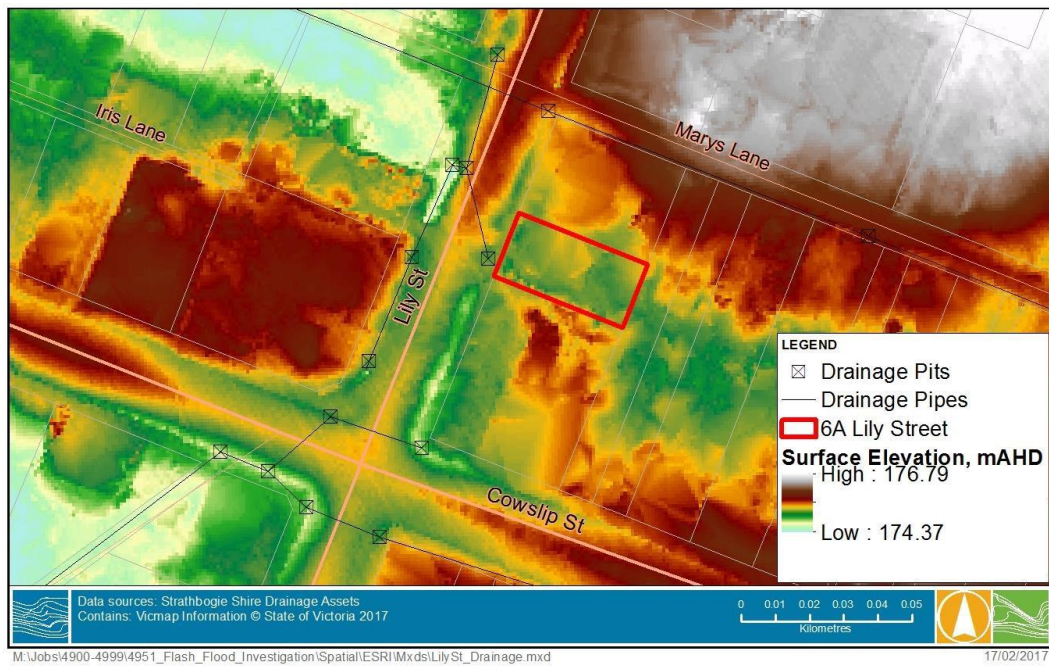 Iris Lane
Marys Lane
Lily St
Cowslip St
LEGEND
Drainage Pits
Drainage Pipes
6A Lily Street
Surface Elevation, mAHD
High : 176.79
Low : 174.37
Data sources: Strathbogie Shire Drainage Assets
Contains: Vicmap Information © State of Victoria 2017
0 0.01 0.02 0.03 0.04 0.05
Kilometres
M:\Jobs\4900-4999\4951_Flash_Flood_Investigation\Spatial\ESRI\Mxds\LilySt_Drainage.mxd
17/02/2017